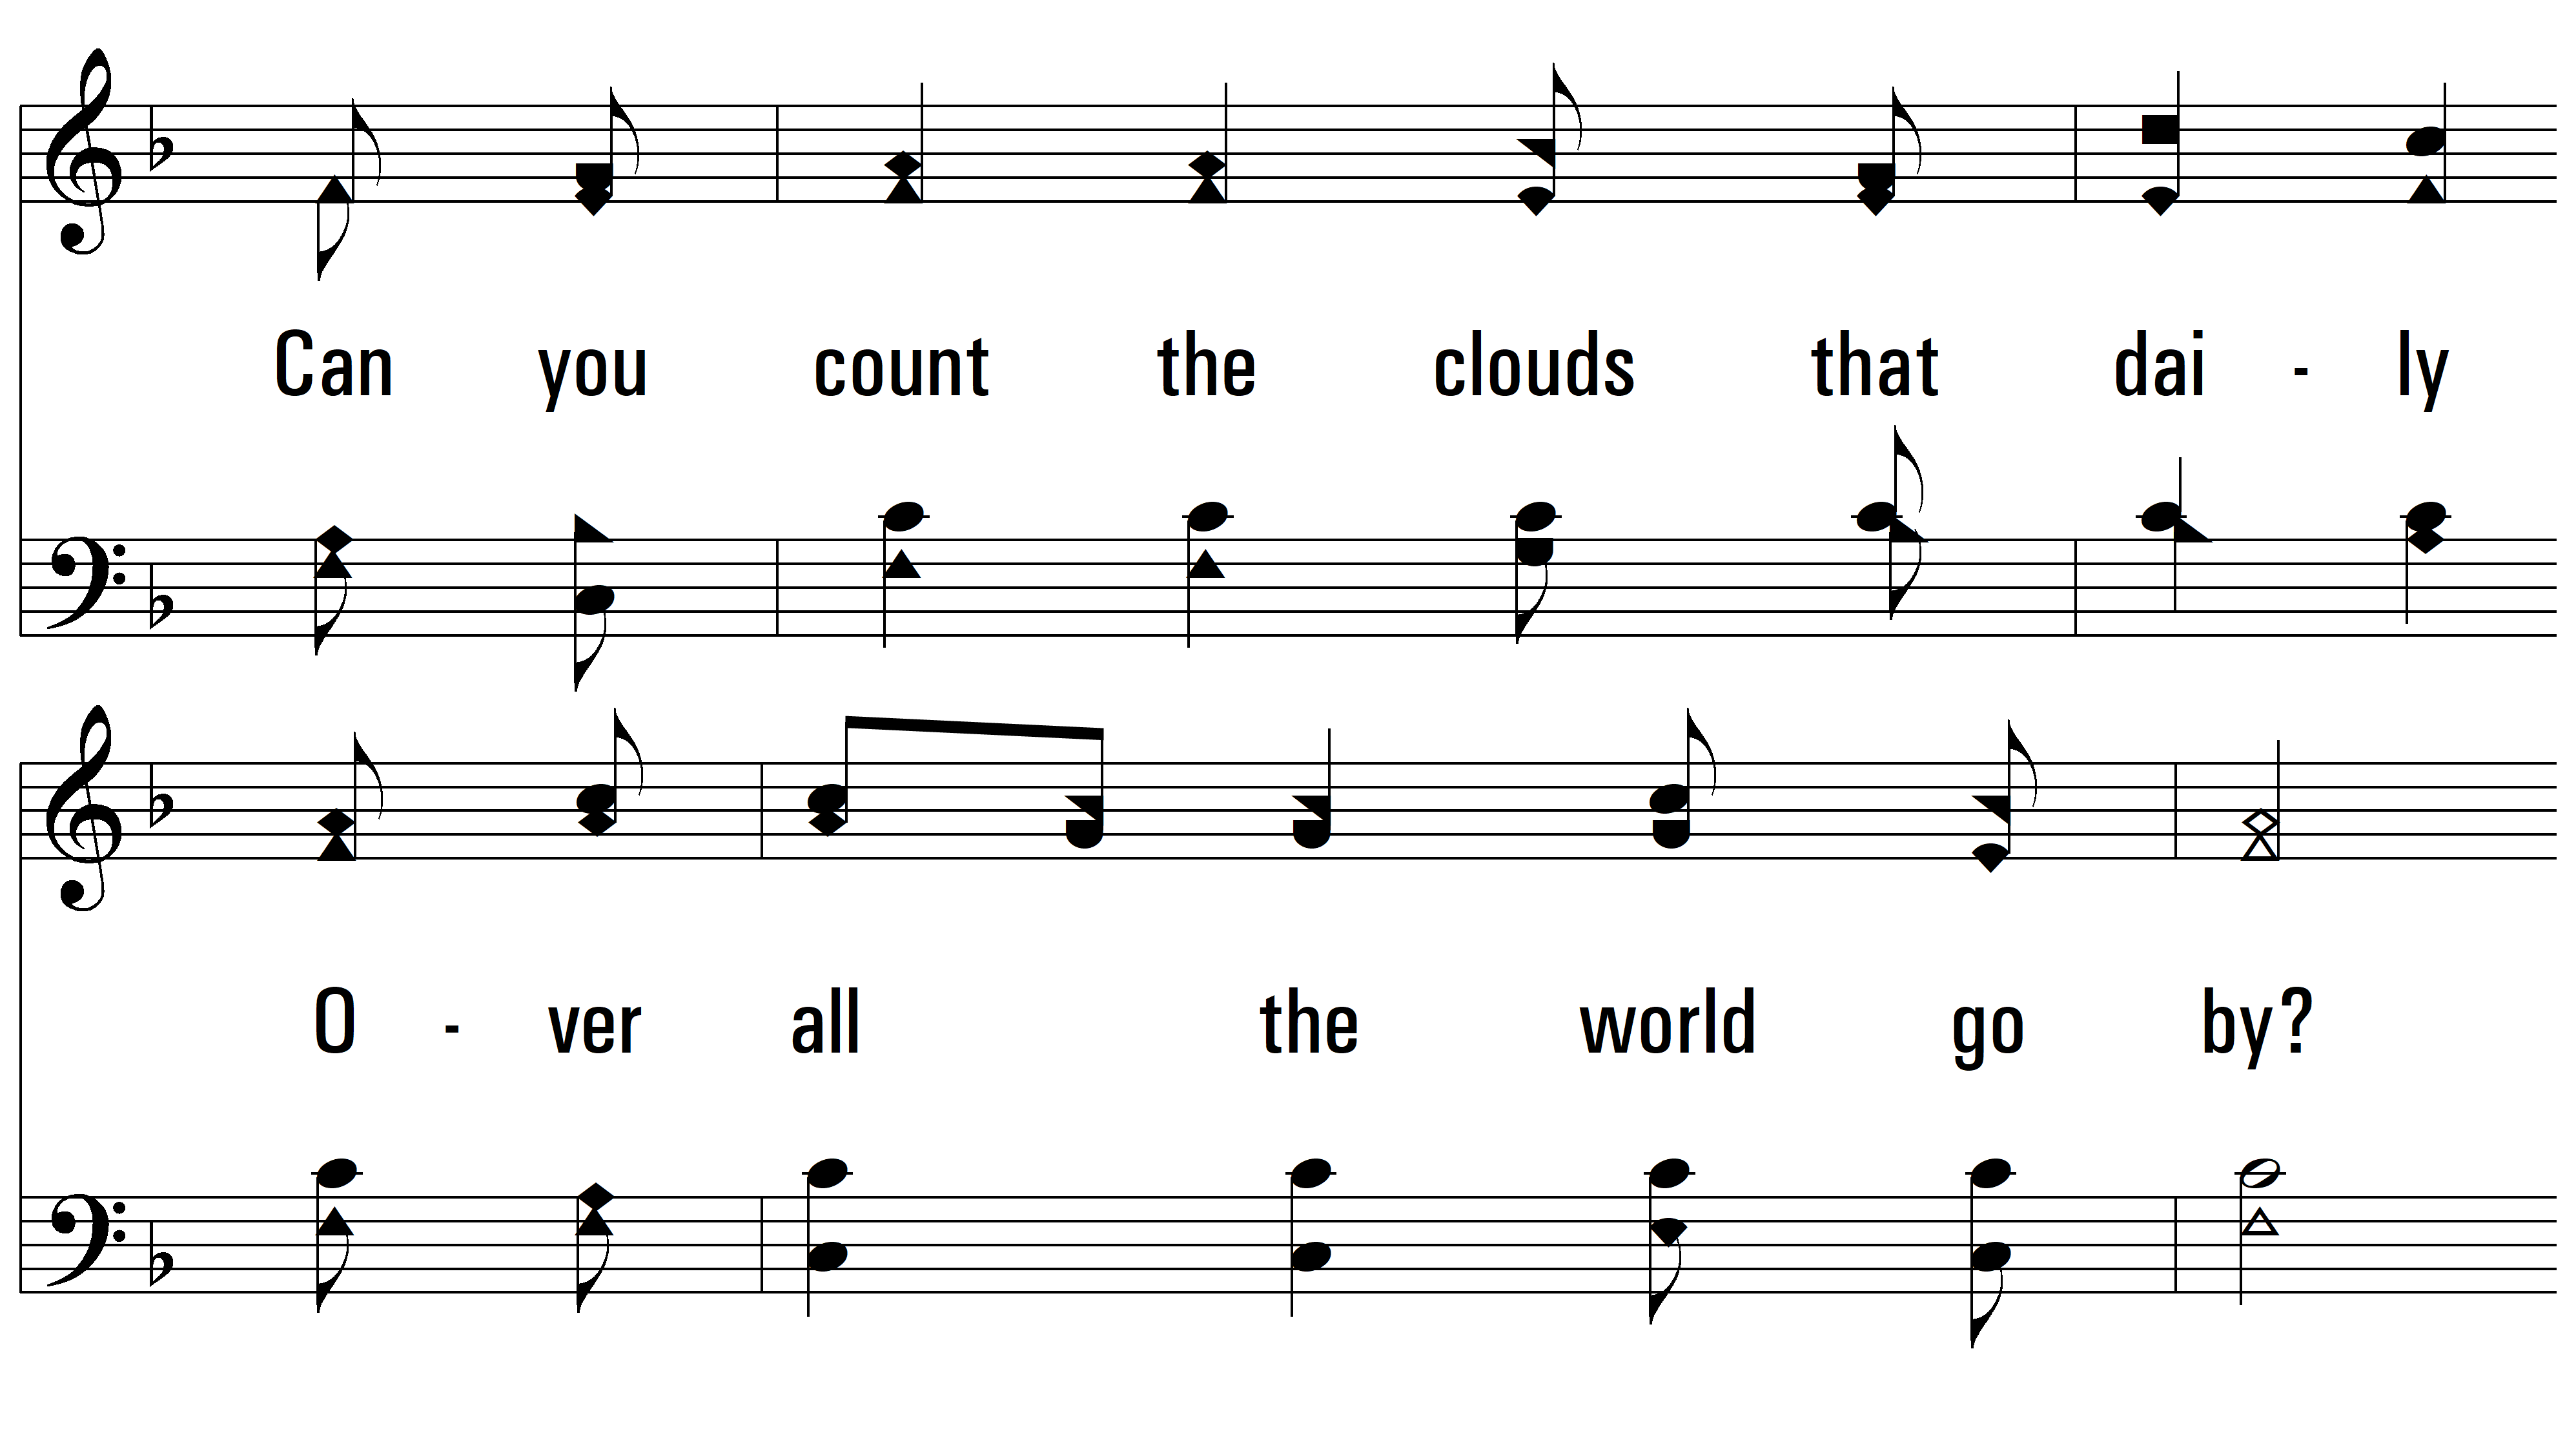 Can you count the clouds that dai - ly
O - ver all the world go by?